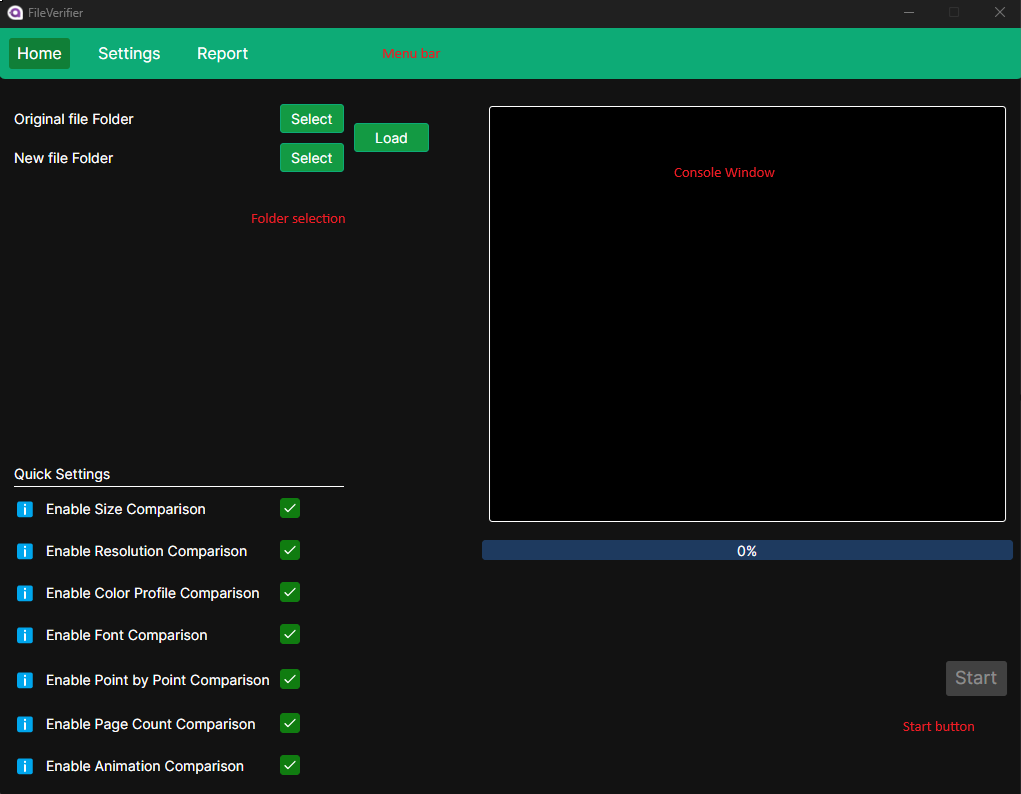 FileVerifier
Home Settings Report Menu bar
Original file Folder Select
Load
New file Folder Select
Console Window
Folder selection
Quick Settings
i Enable Size Comparison
i Enable Resolution Comparison
0%
i Enable Color Profile Comparison
i Enable Font Comparison
i Enable Point by Point Comparison
Start
i Enable Page Count Comparison
Start button
i Enable Animation Comparison